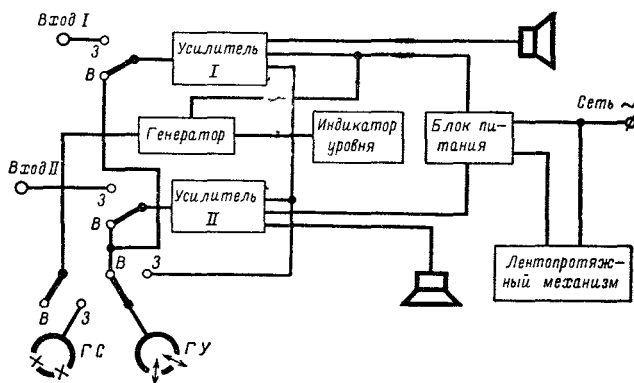 Вход I
З
В
Усилитель
I
Сеть ~
Генератор
Индикатор
уровня
Блок пи-
тания
Вход II
З
В
Усилитель
II
В
З
Лентопротяж-
ный механизм
В
З
ГС
ГУ